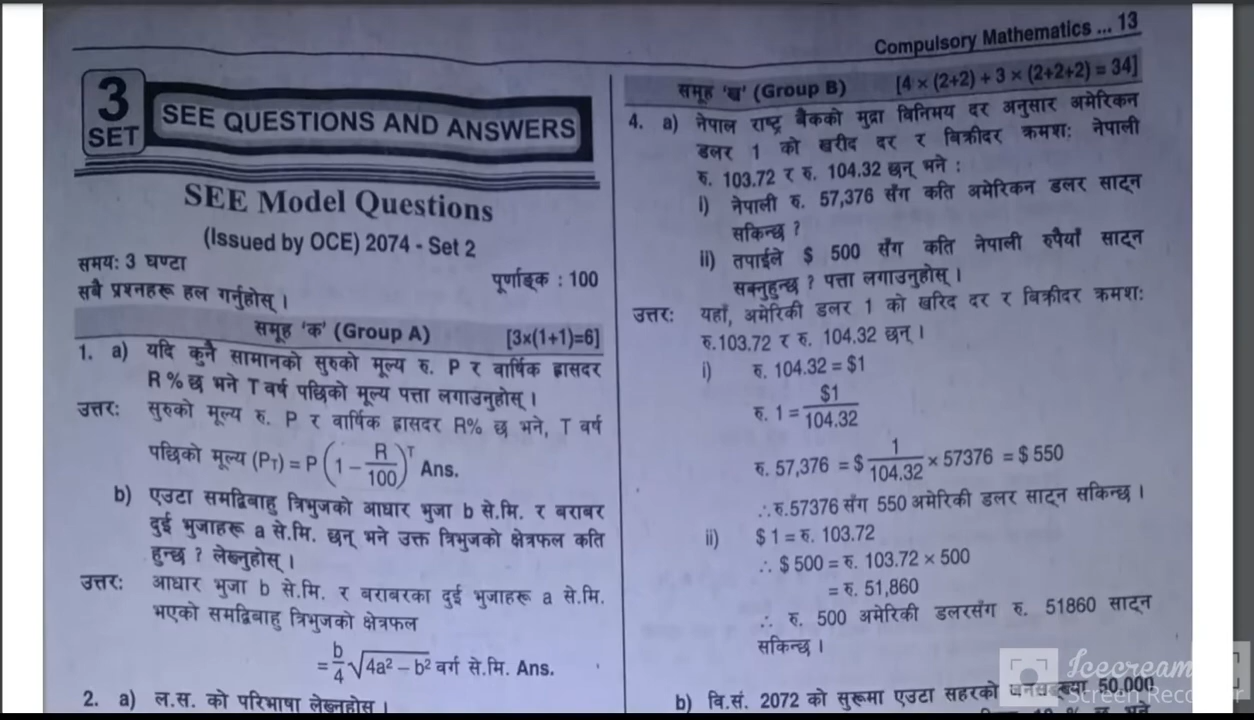 Compulsory Mathematics ... 13
3
SET
SEE QUESTIONS AND ANSWERS
SEE Model Questions
(Issued by OCE) 2074 - Set 2
समय: 3 घण्टा
पूर्णाङ्क : 100
सबै प्रश्नहरू हल गर्नुहोस् ।
समूह ‘क’ (Group A) [3×(1+1)=6]
1. a) यदि कुनै सामानको सुरुको मूल्य रु. P र वार्षिक ह्रासदर
R % छ भने T वर्ष पछिको मूल्य पत्ता लगाउनुहोस् ।
उत्तर: सुरुको मूल्य रु. P र वार्षिक ह्रासदर R% छ भने, T वर्ष
पछिको मूल्य (PT) = P (1 – R/100)^T Ans.
b) एउटा समद्विबाहु त्रिभुजको आधार भुजा b से.मि. र बराबर
दुई भुजाहरू a से.मि. छन् भने उक्त त्रिभुजको क्षेत्रफल कति
हुन्छ ? लेख्नुहोस् ।
उत्तर: आधार भुजा b से.मि. र बराबरका दुई भुजाहरू a से.मि.
भएको समद्विबाहु त्रिभुजको क्षेत्रफल
= b/4 √(4a² – b²) वर्ग से.मि. Ans.
2. a) ल.स. को परिभाषा लेख्नुहोस् ।
समूह ‘ख’ (Group B) [4 × (2+2) + 3 × (2+2+2) = 34]
4. a) नेपाल राष्ट्र बैंकको मुद्रा विनिमय दर अनुसार अमेरिकन
डलर 1 को खरीद दर र बिक्रीदर क्रमश: नेपाली
रु. 103.72 र रु. 104.32 छन् भने :
i) नेपाली रु. 57,376 सँग कति अमेरिकन डलर साट्न
सकिन्छ ?
ii) तपाईले $ 500 सँग कति नेपाली रुपैयाँ साट्न
सक्नुहुन्छ ? पत्ता लगाउनुहोस् ।
उत्तर: यहाँ, अमेरिकी डलर 1 को खरिद दर र बिक्रीदर क्रमश:
रु.103.72 र रु. 104.32 छन् ।
i) रु. 104.32 = $1
रु. 1 = $1/104.32
रु. 57,376 = $ 1/104.32 × 57376 = $ 550
∴ रु.57376 सँग 550 अमेरिकी डलर साट्न सकिन्छ ।
ii) $ 1 = रु. 103.72
∴ $ 500 = रु. 103.72 × 500
= रु. 51,860
∴ रु. 500 अमेरिकी डलरसँग रु. 51860 साट्न
सकिन्छ ।
b) वि.सं. 2072 को सुरूमा एउटा सहरको जनसङ्ख्या 50,000
Icecream
Screen Recorder